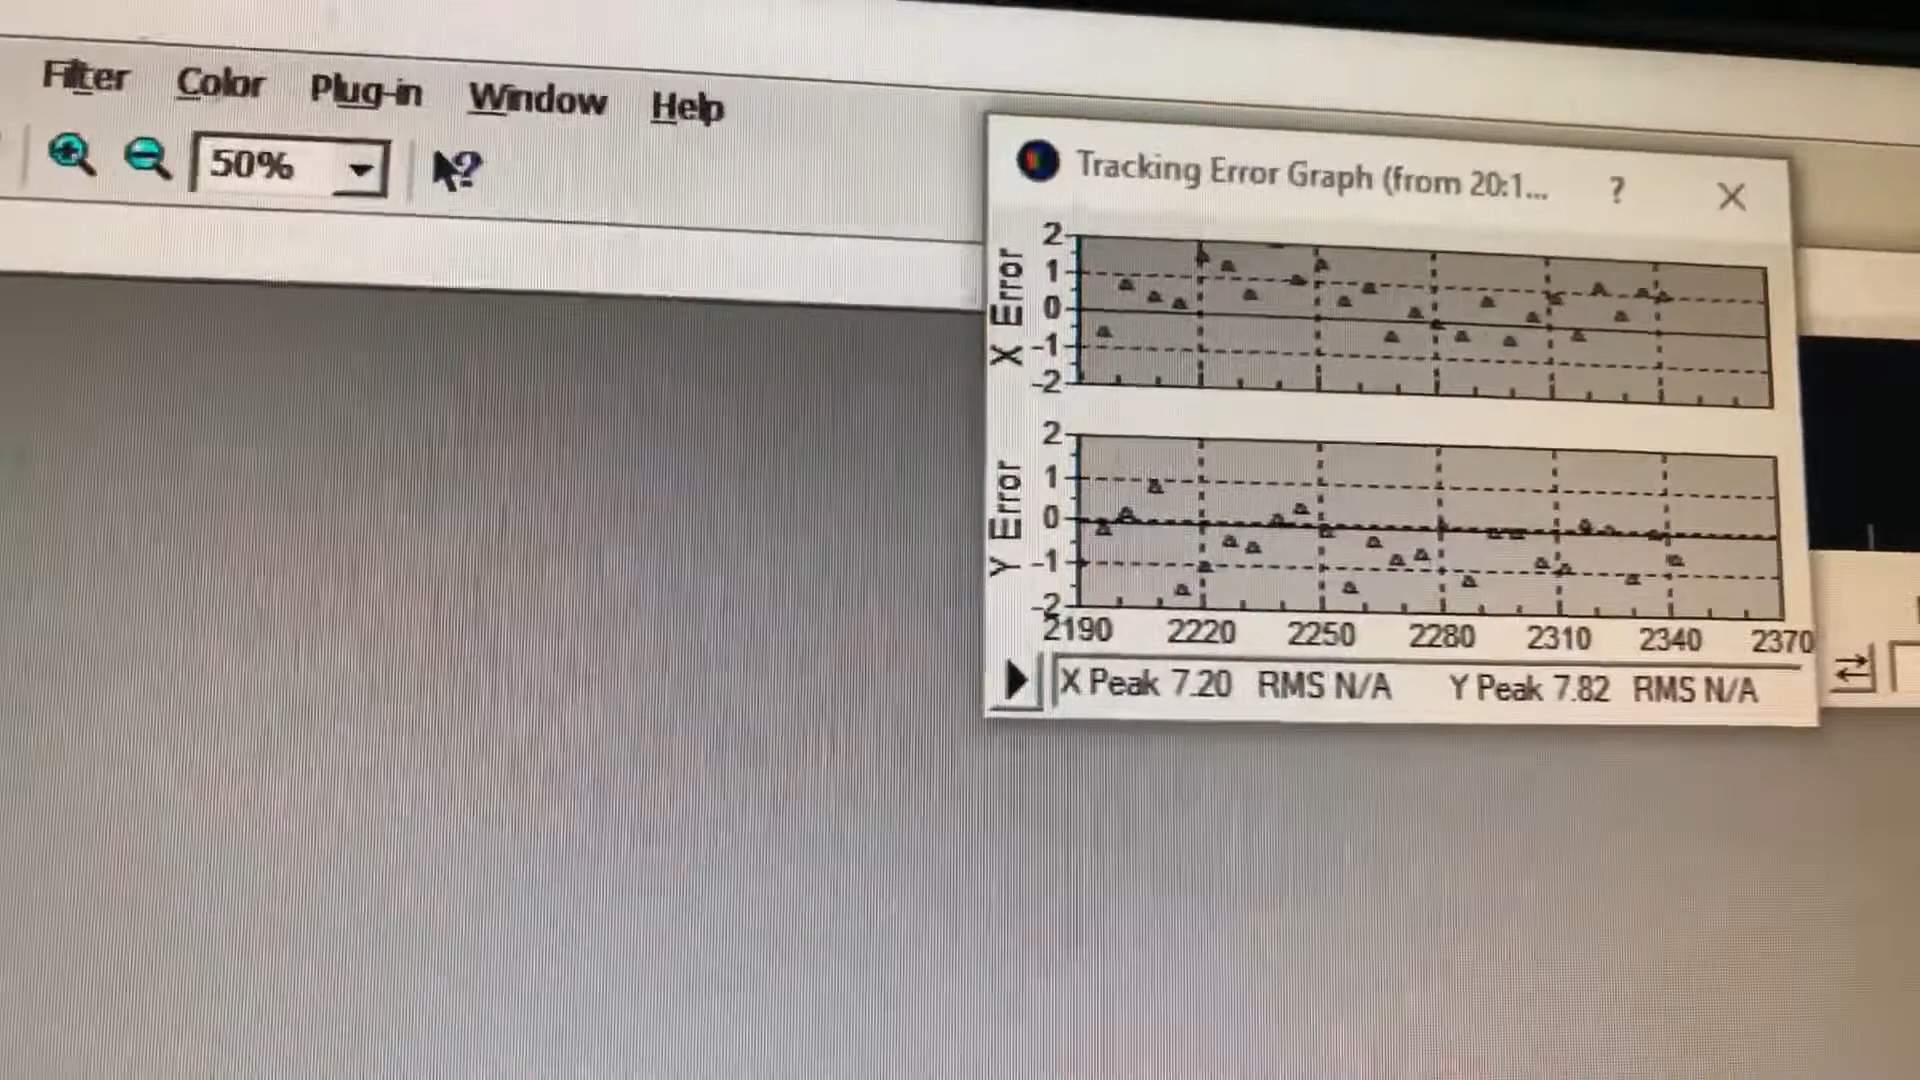 Filter Color Plug-in Window Help
50%
Tracking Error Graph (from 20:1...
X Error
2
1
0
-1
-2
Y Error
2
1
0
-1
-2
2190 2220 2250 2280 2310 2340 2370
X Peak 7.20 RMS N/A Y Peak 7.82 RMS N/A